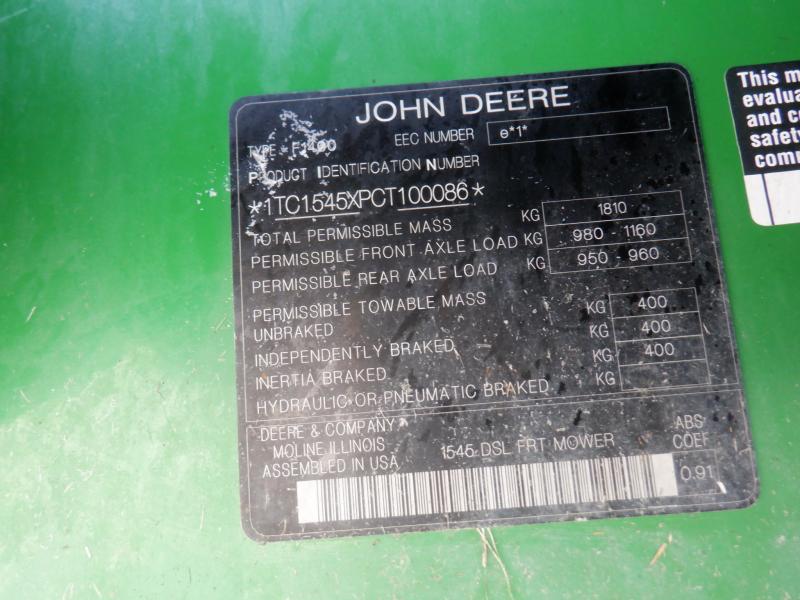 JOHN DEERE
TYPE - F1400 EEC NUMBER e*1*
PRODUCT IDENTIFICATION NUMBER
*1TC1545XPCT100086*
TOTAL PERMISSIBLE MASS KG 1810
PERMISSIBLE FRONT AXLE LOAD KG 980 - 1160
PERMISSIBLE REAR AXLE LOAD KG 950 - 960
PERMISSIBLE TOWABLE MASS
UNBRAKED KG 400
INDEPENDENTLY BRAKED KG 400
INERTIA BRAKED KG 400
HYDRAULIC OR PNEUMATIC BRAKED KG
DEERE & COMPANY
MOLINE ILLINOIS
ASSEMBLED IN USA
1545 DSL FRT MOWER
ABS
COEF
0.91
This m
evalua
and co
safety
comm